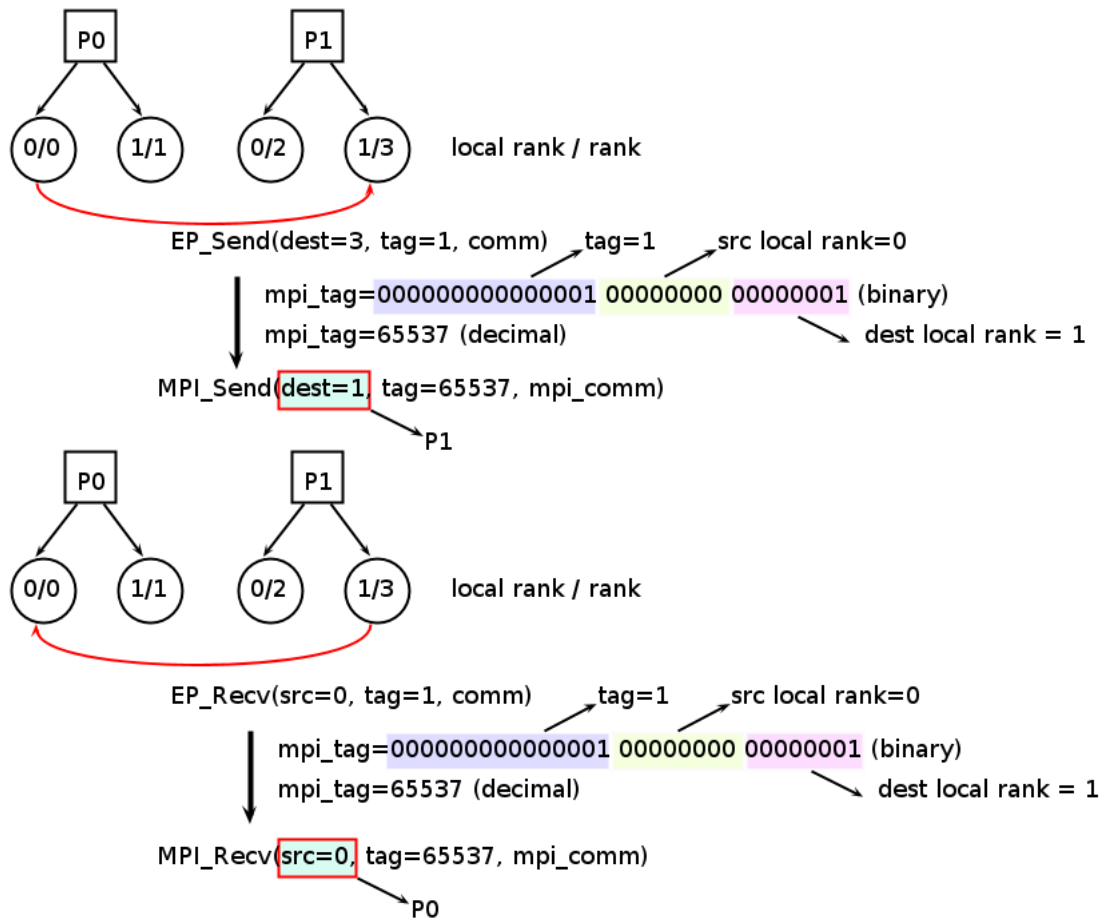 P0 P1
0/0 1/1 0/2 1/3 local rank / rank
EP_Send(dest=3, tag=1, comm) tag=1 src local rank=0
mpi_tag=000000000000001 00000000 00000001 (binary)
mpi_tag=65537 (decimal) dest local rank = 1
MPI_Send(dest=1, tag=65537, mpi_comm)
P1
P0 P1
0/0 1/1 0/2 1/3 local rank / rank
EP_Recv(src=0, tag=1, comm) tag=1 src local rank=0
mpi_tag=000000000000001 00000000 00000001 (binary)
mpi_tag=65537 (decimal) dest local rank = 1
MPI_Recv(src=0, tag=65537, mpi_comm)
P0